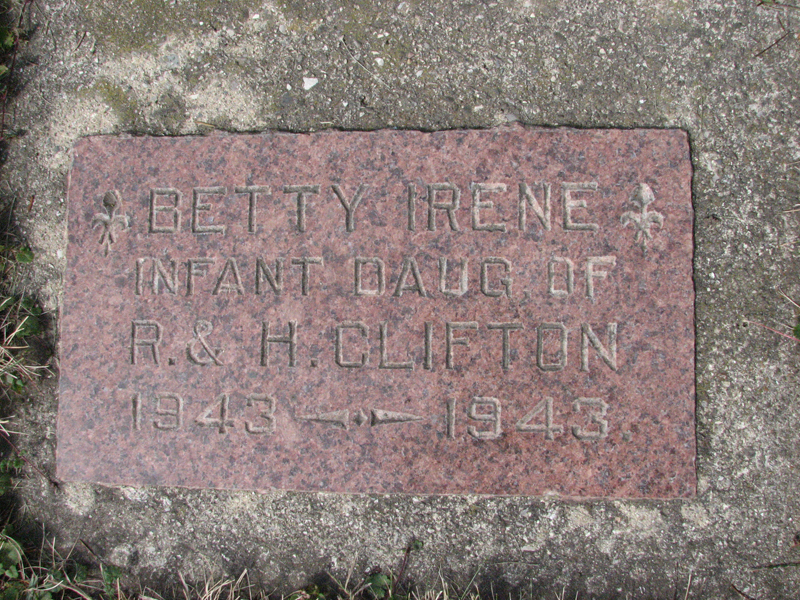 BETTY IRENE
INFANT DAUG OF
R. & H. CLIFTON
1943 1943.